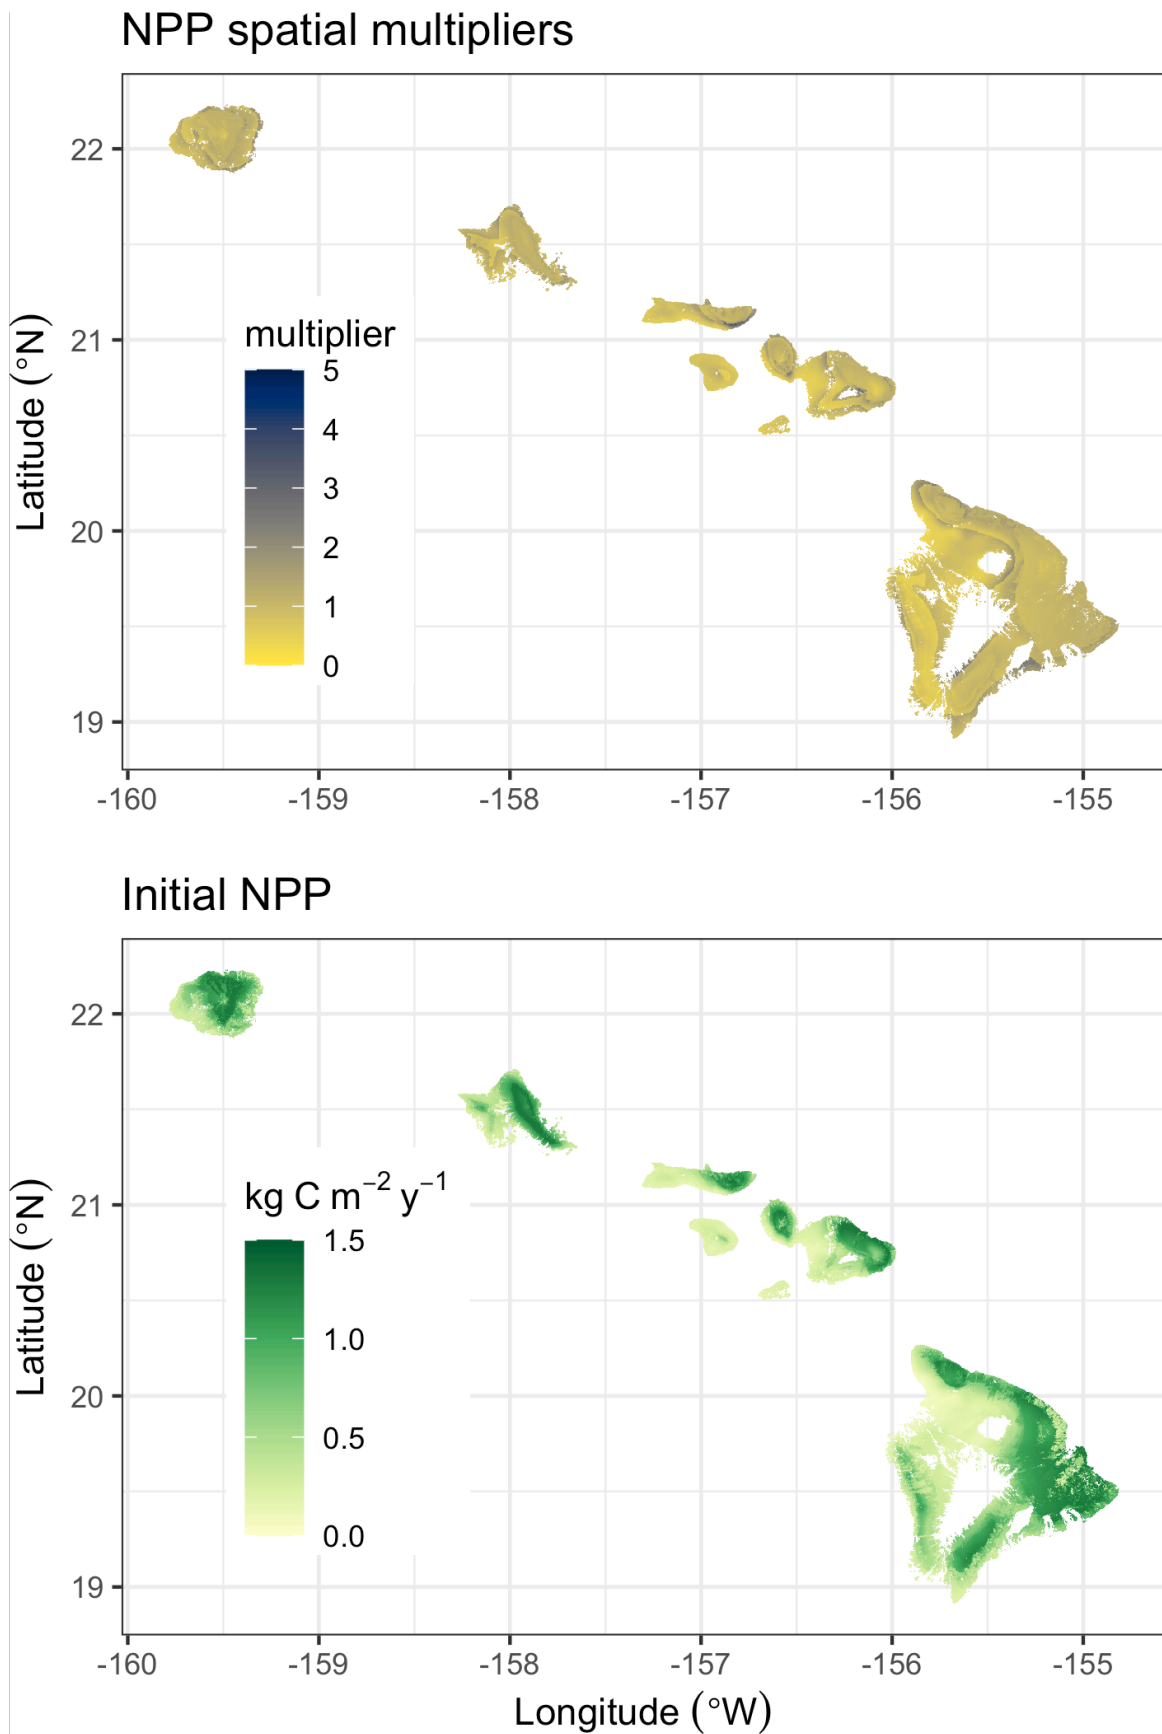 NPP spatial multipliers
22
21
20
19
Latitude (°N)
multiplier
5
4
3
2
1
0
-160 -159 -158 -157 -156 -155
Initial NPP
22
21
20
19
Latitude (°N)
kg C m⁻² y⁻¹
1.5
1.0
0.5
0.0
-160 -159 -158 -157 -156 -155
Longitude (°W)